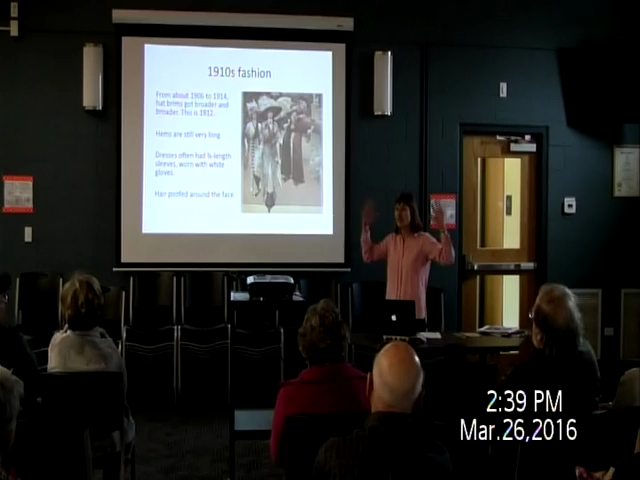 1910s fashion
From about 1906 to 1914,
hat brims got broader and
broader. This is 1912.
Hems are still very long
Dresses often had ¾-length
sleeves, worn with white
gloves.
Hair poofed around the face
2:39 PM
Mar.26,2016